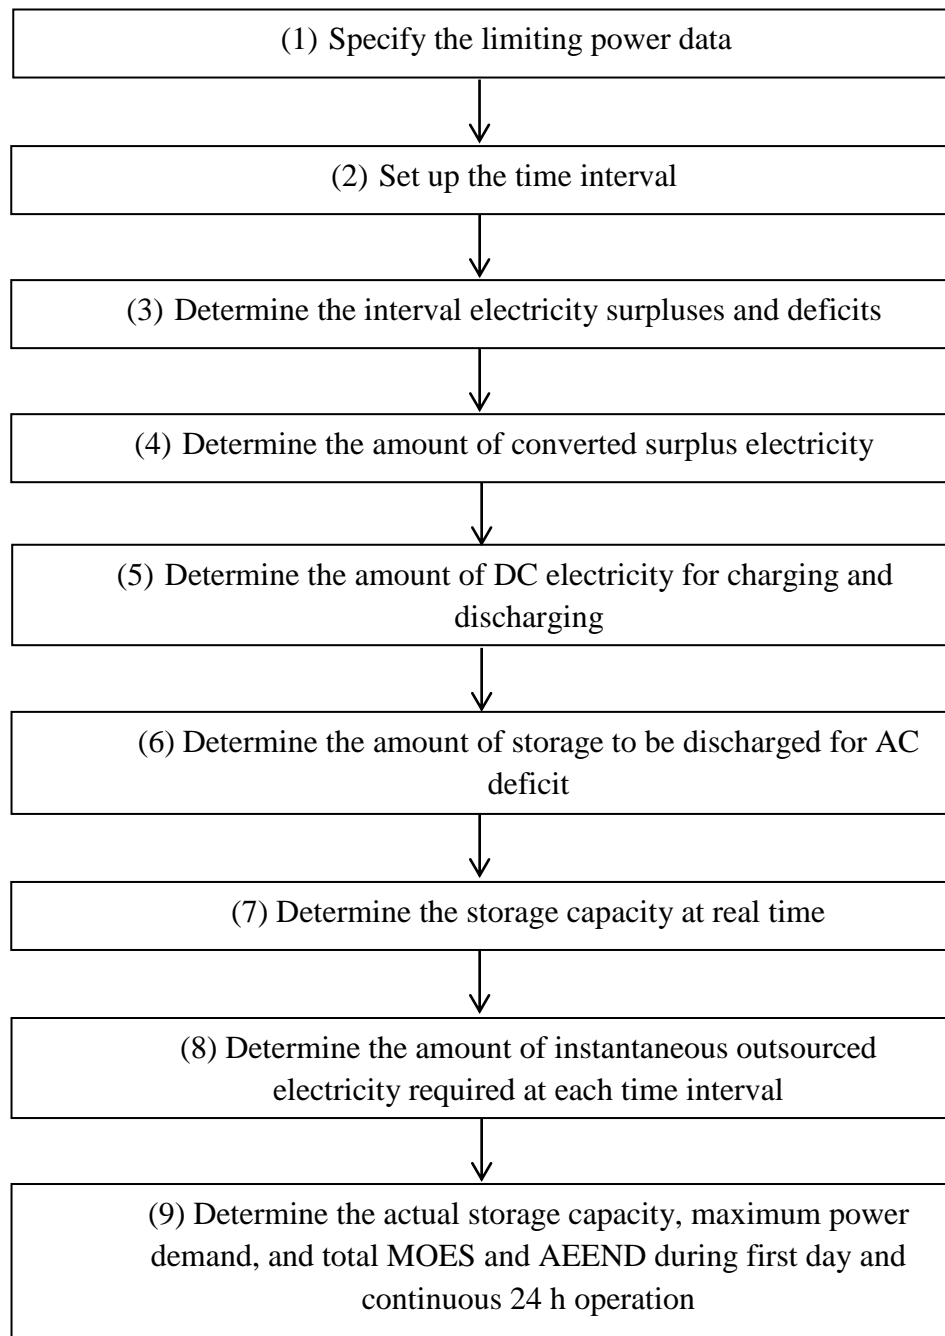 (1) Specify the limiting power data
(2) Set up the time interval
(3) Determine the interval electricity surpluses and deficits
(4) Determine the amount of converted surplus electricity
(5) Determine the amount of DC electricity for charging and
discharging
(6) Determine the amount of storage to be discharged for AC
deficit
(7) Determine the storage capacity at real time
(8) Determine the amount of instantaneous outsourced
electricity required at each time interval
(9) Determine the actual storage capacity, maximum power
demand, and total MOES and AEEND during first day and
continuous 24 h operation